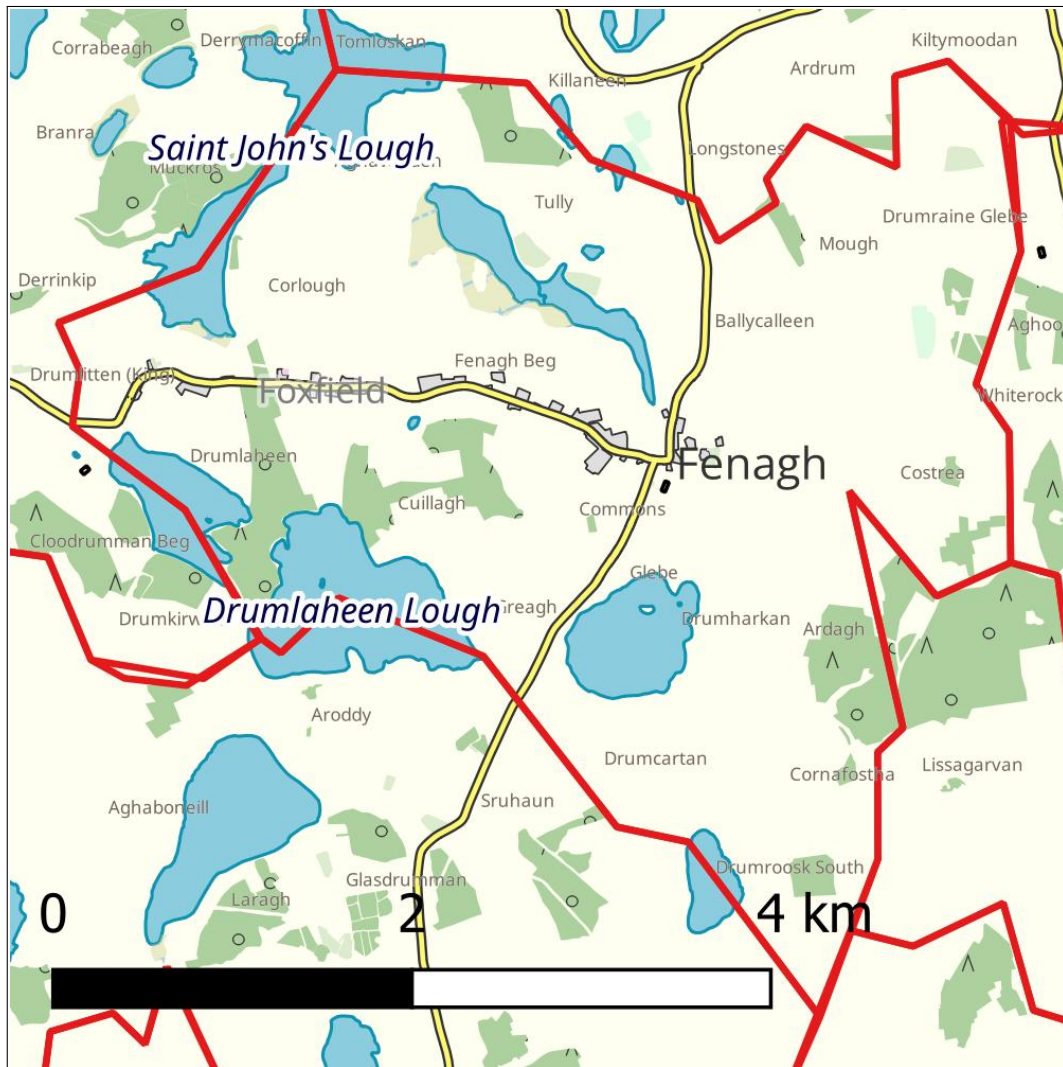 Corrabeagh
Derrymacoffin
Tomloskan
Kiltymoodan
Ardrum
Killaneen
Branra
Saint John's Lough
Muckros
Longstones
Tully
Drumraine Glebe
Mough
Derrinkip
Corlough
Ballycalleen
Aghoo
Fenagh Beg
Drumlitten (King)
Foxfield
Whiterock
Drumlaheen
Fenagh
Costrea
Cuillagh
Commons
Cloodrumman Beg
Glebe
Drumkirw
Drumlaheen Lough
Greagh
Drumharkan
Ardagh
Aroddy
Drumcartan
Cornafostha
Lissagarvan
Aghaboneill
Sruhaun
Drumroosk South
Glasdrumman
Laragh
0 2 4 km